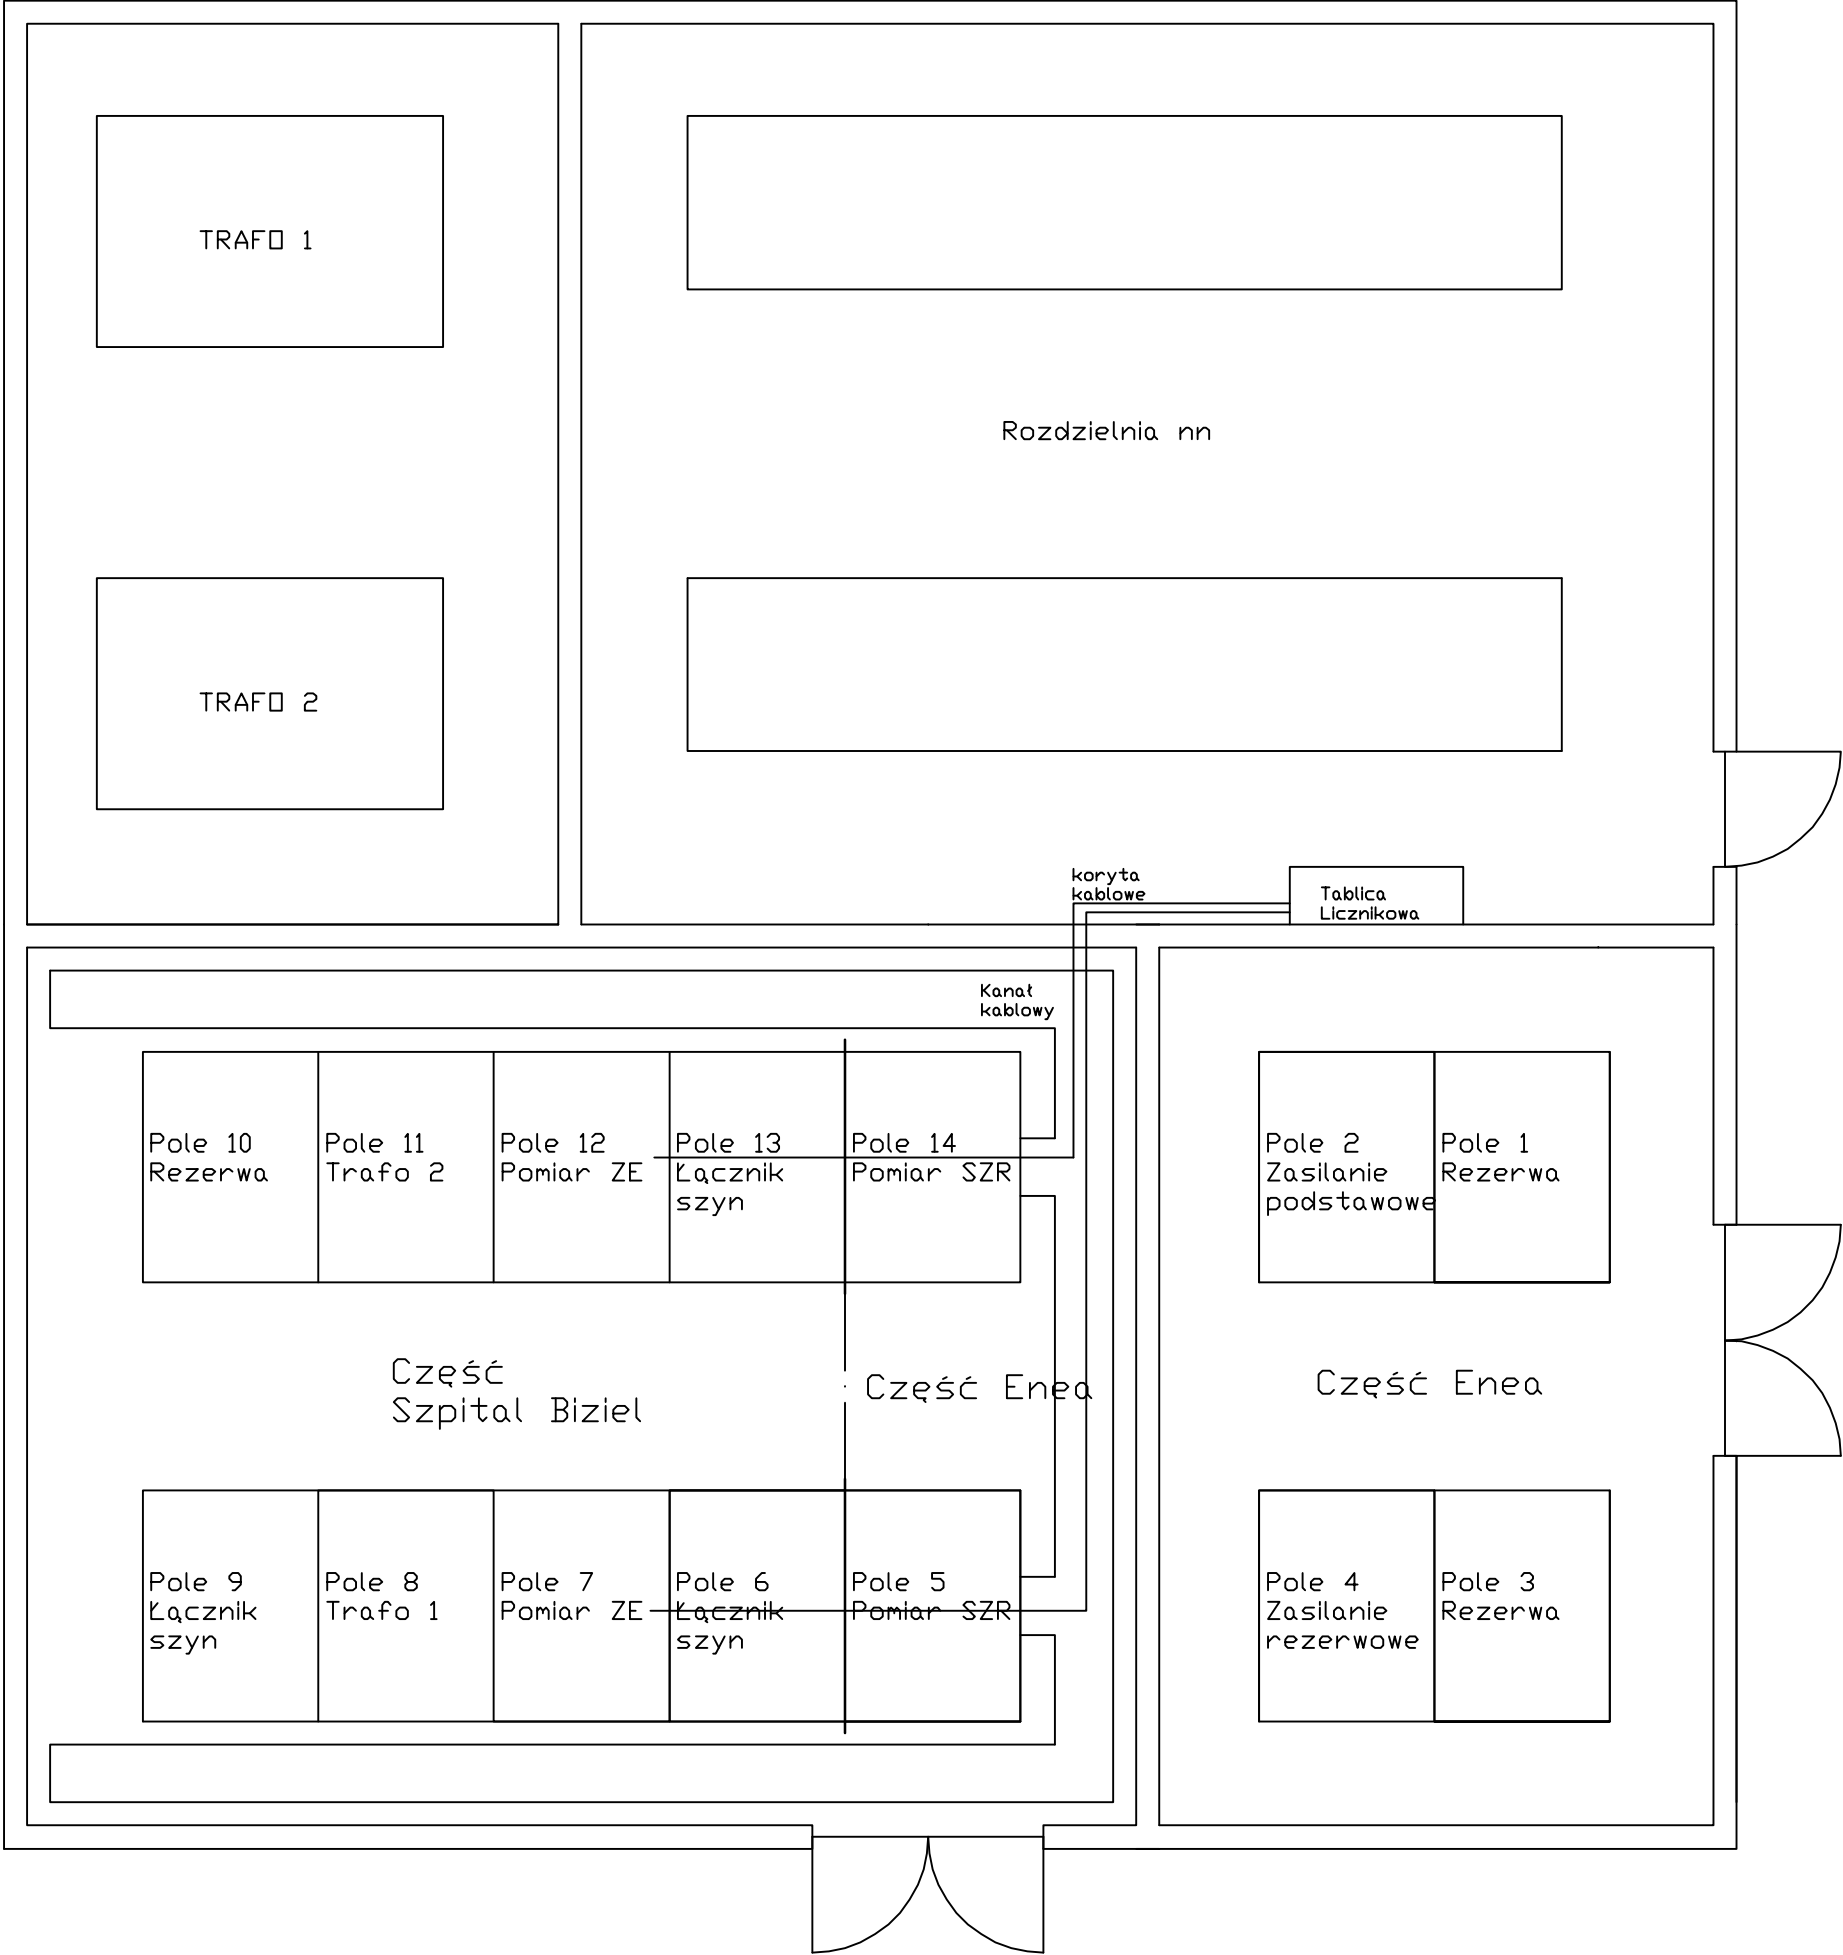 TRAFO 1
Rozdzielnia nn
TRAFO 2
koryta
kablowe
Tablica
Licznikowa
Kanał
kablowy
Pole 10
Rezerwa
Pole 11
Trafo 2
Pole 12
Pomiar ZE
Pole 13
Łącznik
szyn
Pole 14
Pomiar SZR
Pole 2
Zasilanie
podstawowe
Pole 1
Rezerwa
Część
Szpital Biziel
Część Enea
Część Enea
Pole 9
Łącznik
szyn
Pole 8
Trafo 1
Pole 7
Pomiar ZE
Pole 6
Łącznik
szyn
Pole 5
Pomiar SZR
Pole 4
Zasilanie
rezerwowe
Pole 3
Rezerwa